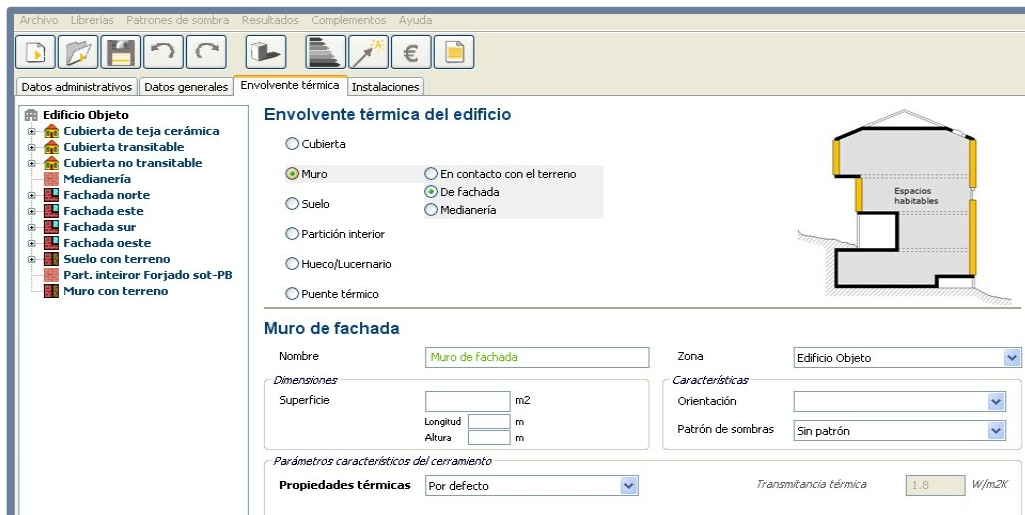 Archivo Librerías Patrones de sombra Resultados Complementos Ayuda
€
Datos administrativos Datos generales Envolvente térmica Instalaciones
Edificio Objeto
Cubierta de teja cerámica
Cubierta transitable
Cubierta no transitable
Medianería
Fachada norte
Fachada este
Fachada sur
Fachada oeste
Suelo con terreno
Part. inteiror Forjado sot-PB
Muro con terreno
Envolvente térmica del edificio
Cubierta
Muro
En contacto con el terreno
De fachada
Medianería
Suelo
Partición interior
Hueco/Lucernario
Puente térmico
Espacios
habitables
Muro de fachada
Nombre Muro de fachada Zona Edificio Objeto
Dimensiones
Superficie m2
Longitud m
Altura m
Características
Orientación
Patrón de sombras Sin patrón
Parámetros característicos del cerramiento
Propiedades térmicas Por defecto Transmitancia térmica 1.8 W/m2K